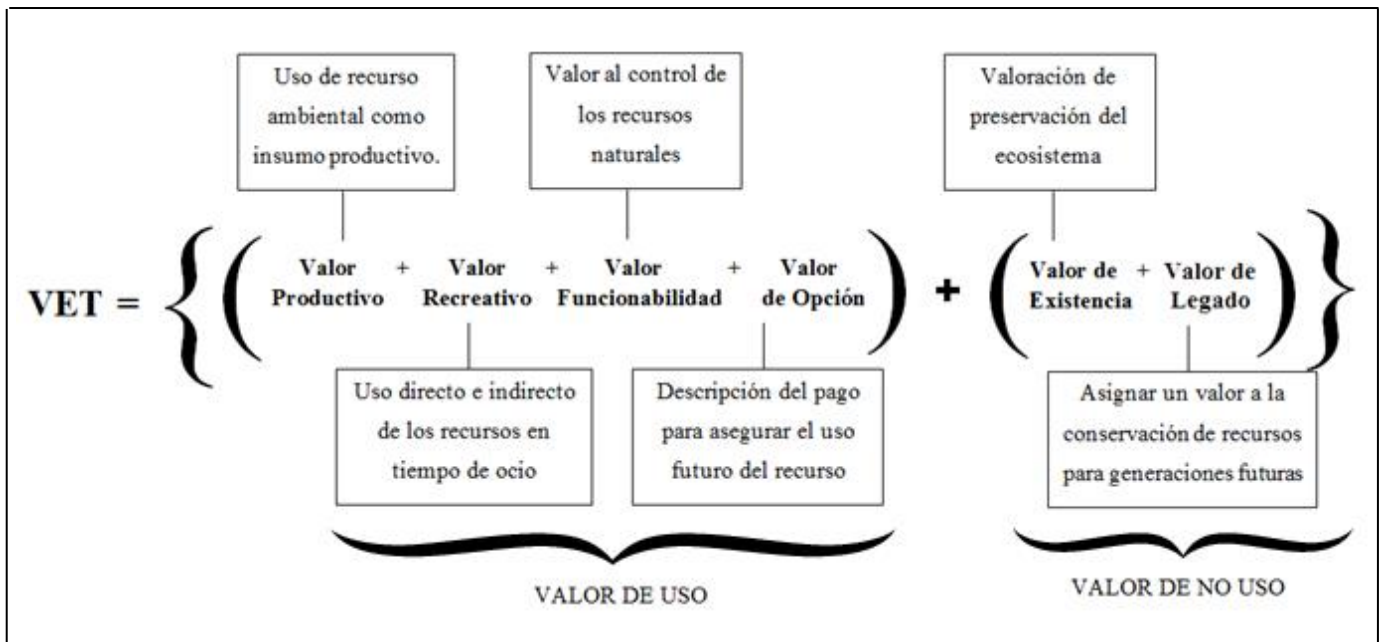 Uso de recurso
ambiental como
insumo productivo.
Valor al control de
los recursos
naturales
Valoración de
preservación del
ecosistema
VET = { ( Valor Productivo + Valor Recreativo + Valor Funcionabilidad + Valor de Opción ) + ( Valor de Existencia + Valor de Legado ) }
Uso directo e indirecto
de los recursos en
tiempo de ocio
Descripción del pago
para asegurar el uso
futuro del recurso
Asignar un valor a la
conservación de recursos
para generaciones futuras
VALOR DE USO
VALOR DE NO USO